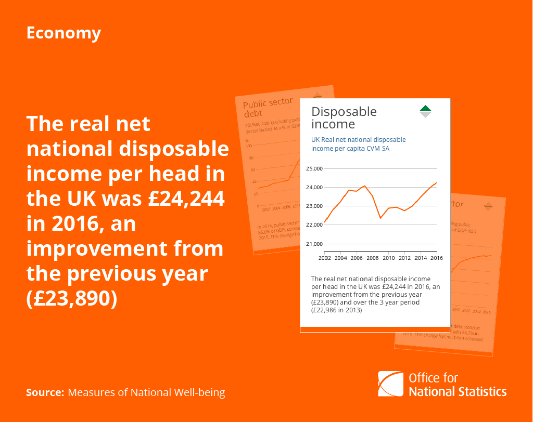 Economy
The real net
national disposable
income per head in
the UK was £24,244
in 2016, an
improvement from
the previous year
(£23,890)
Public sector
debt
Disposable
income
UK Real net national disposable
income per capita CVM SA
25,000
24,000
23,000
22,000
21,000
2002 2004 2006 2008 2010 2012 2014 2016
The real net national disposable income
per head in the UK was £24,244 in 2016, an
improvement from the previous year
(£23,890) and over the 3 year period
(£22,986 in 2013)
Source: Measures of National Well-being
Office for
National Statistics